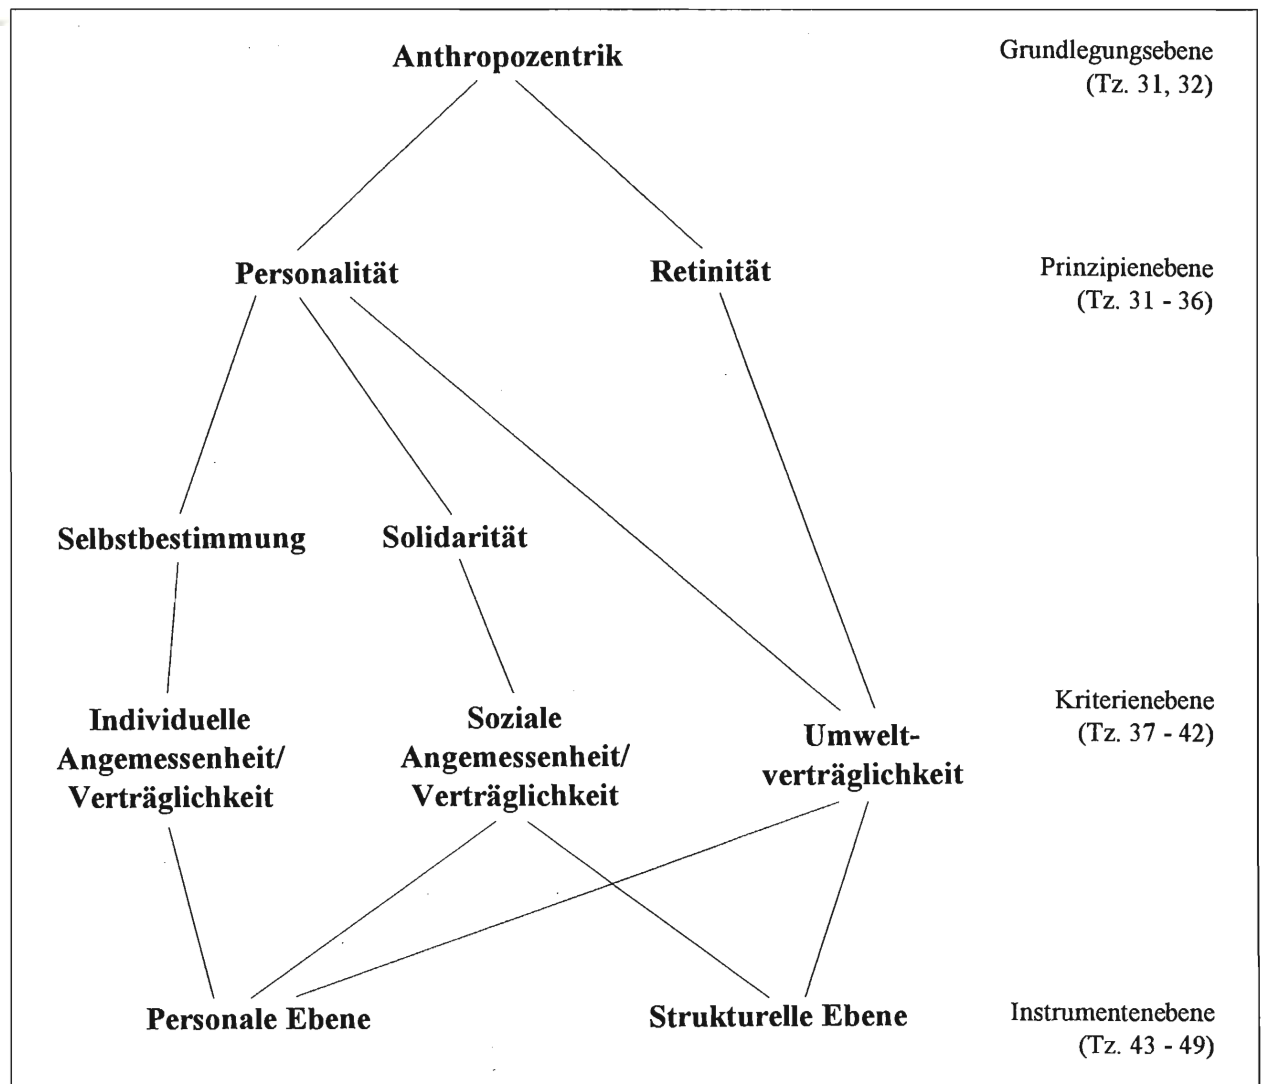 Anthropozentrik
Grundlegungsebene
(Tz. 31, 32)
Personalität
Retinität
Prinzipienebene
(Tz. 31 - 36)
Selbstbestimmung
Solidarität
Individuelle
Angemessenheit/
Verträglichkeit
Soziale
Angemessenheit/
Verträglichkeit
Umwelt-
verträglichkeit
Kriterienebene
(Tz. 37 - 42)
Personale Ebene
Strukturelle Ebene
Instrumentenebene
(Tz. 43 - 49)